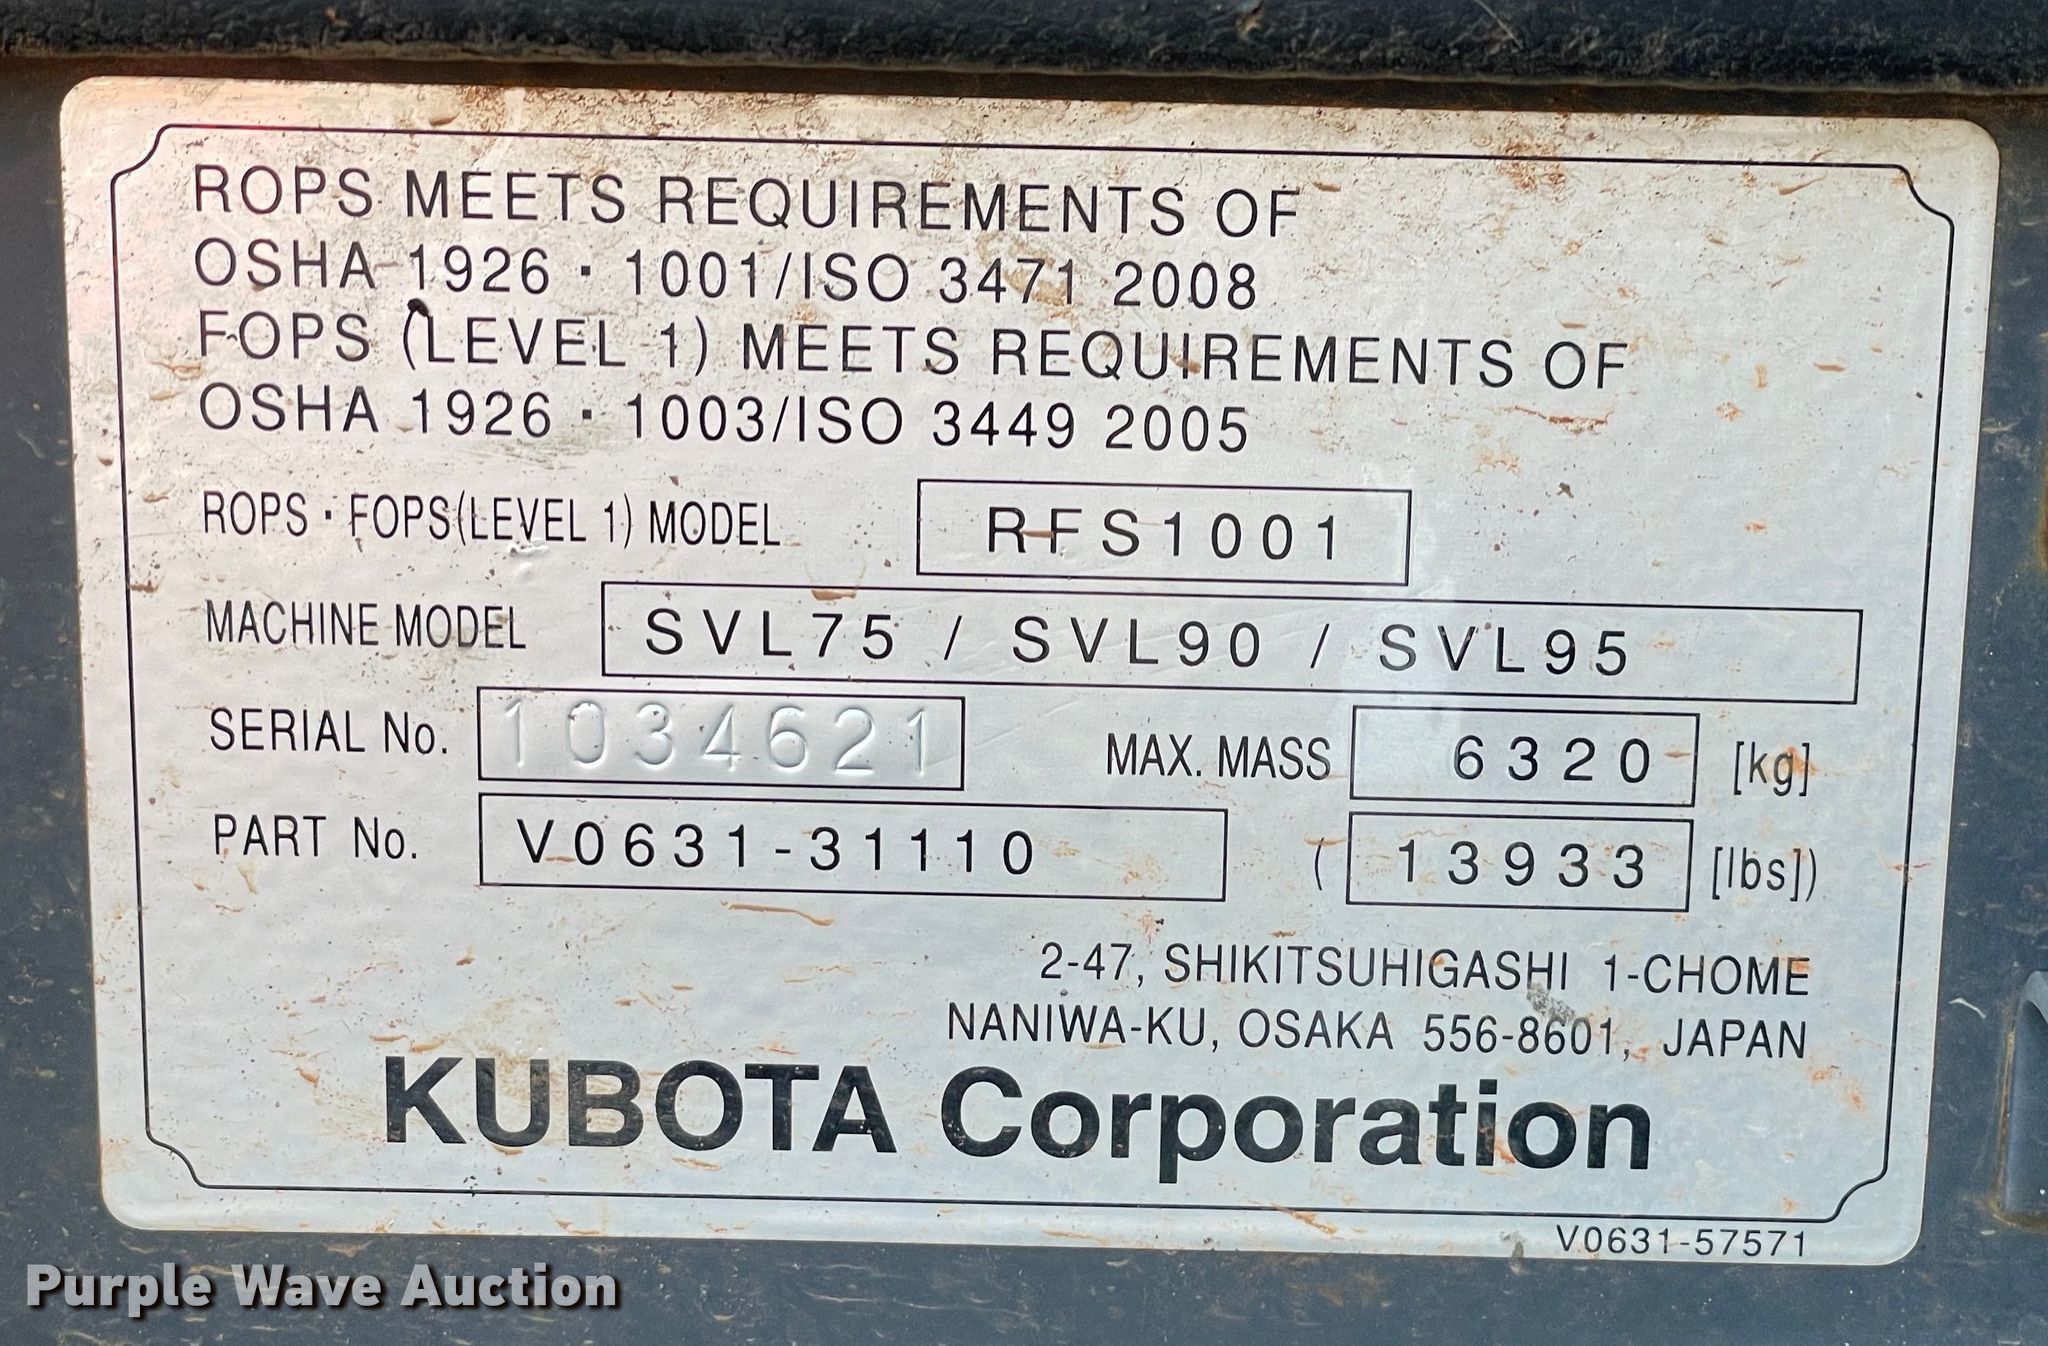 ROPS MEETS REQUIREMENTS OF
OSHA 1926 · 1001/ISO 3471 2008
FOPS (LEVEL 1) MEETS REQUIREMENTS OF
OSHA 1926 · 1003/ISO 3449 2005
ROPS · FOPS(LEVEL 1) MODEL RFS1001
MACHINE MODEL SVL75 / SVL90 / SVL95
SERIAL No. 1034621 MAX. MASS 6320 [kg]
PART No. V0631-31110 (13933 [lbs])
2-47, SHIKITSUHIGASHI 1-CHOME
NANIWA-KU, OSAKA 556-8601, JAPAN
KUBOTA Corporation
V0631-57571
Purple Wave Auction